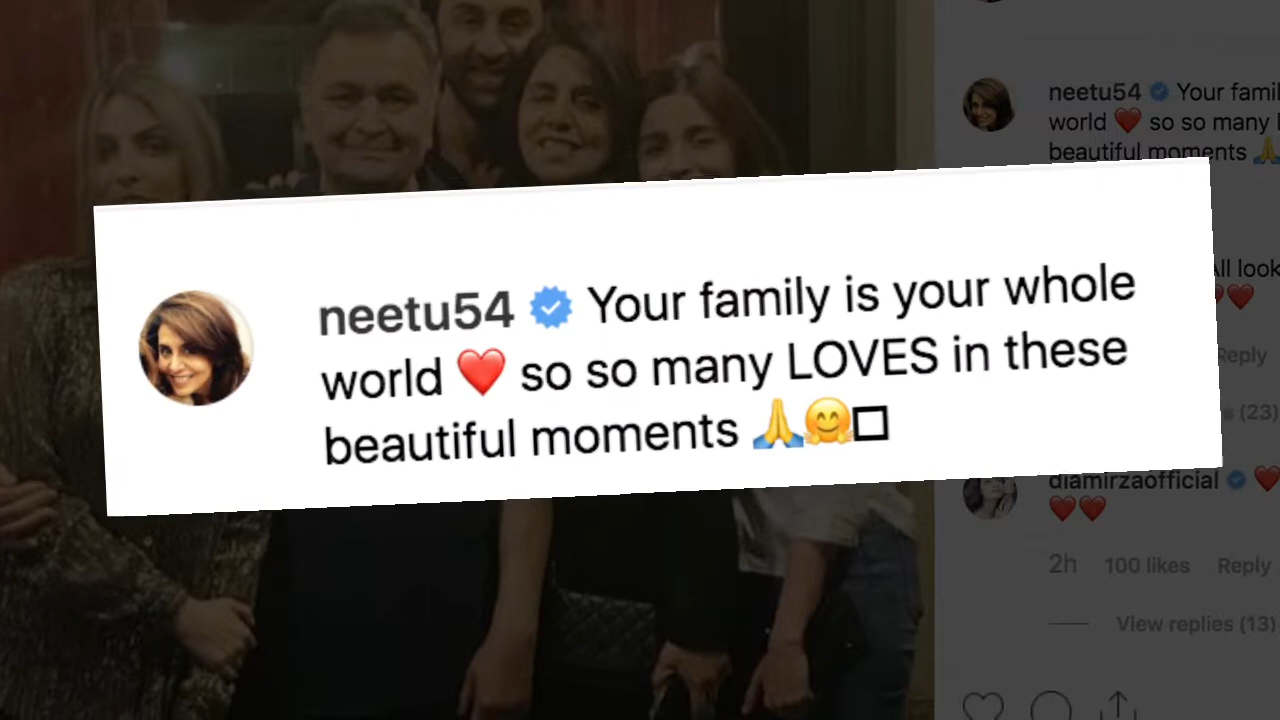 neetu54 Your famil
world ❤️ so so many
beautiful moments 🙏
neetu54 Your family is your whole
world ❤️ so so many LOVES in these
beautiful moments 🙏🤗□
All look
❤️❤️
Reply
(23)
diamirzaofficial ❤️
❤️❤️
2h 100 likes Reply
View replies (13)